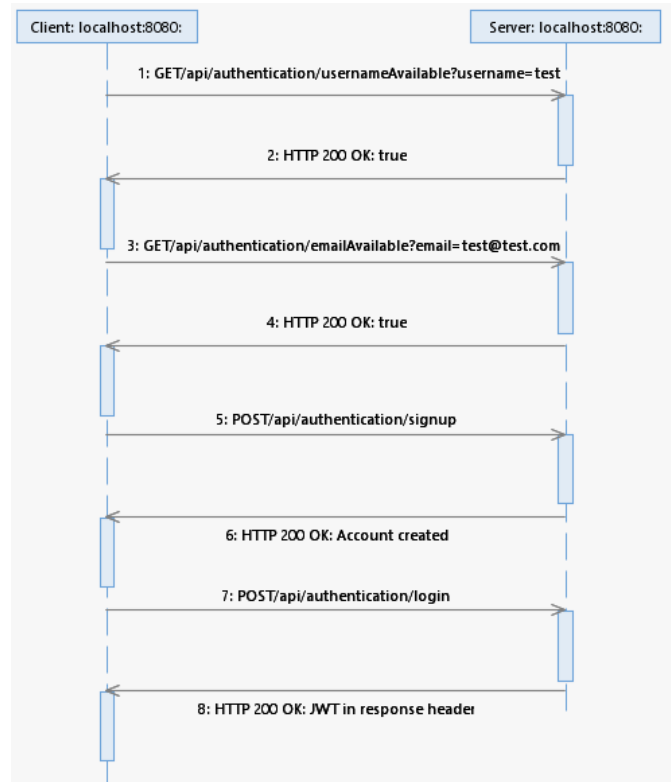 Client: localhost:8080:
Server: localhost:8080:
1: GET/api/authentication/usernameAvailable?username=test
2: HTTP 200 OK: true
3: GET/api/authentication/emailAvailable?email=test@test.com
4: HTTP 200 OK: true
5: POST/api/authentication/signup
6: HTTP 200 OK: Account created
7: POST/api/authentication/login
8: HTTP 200 OK: JWT in response header